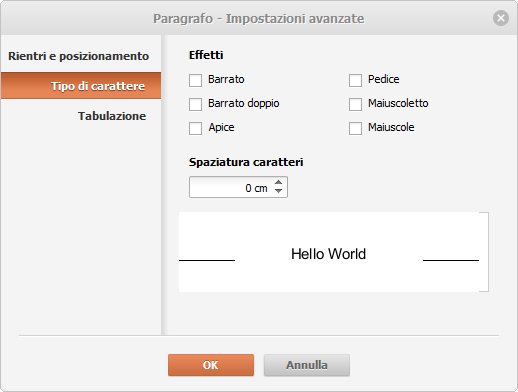 Paragrafo - Impostazioni avanzate
Rientri e posizionamento
Tipo di carattere
Tabulazione
Effetti
Barrato
Pedice
Barrato doppio
Maiuscoletto
Apice
Maiuscole
Spaziatura caratteri
0 cm
Hello World
OK
Annulla